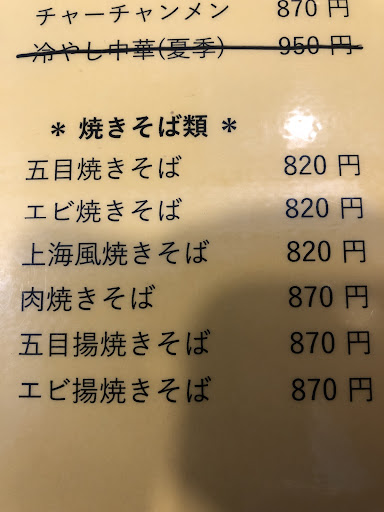 チャーチャンメン 870 円
冷やし中華(夏季) 950 円
* 焼きそば類 *
五目焼きそば 820 円
エビ焼きそば 820 円
上海風焼きそば 820 円
肉焼きそば 870 円
五目揚焼きそば 870 円
エビ揚焼きそば 870 円